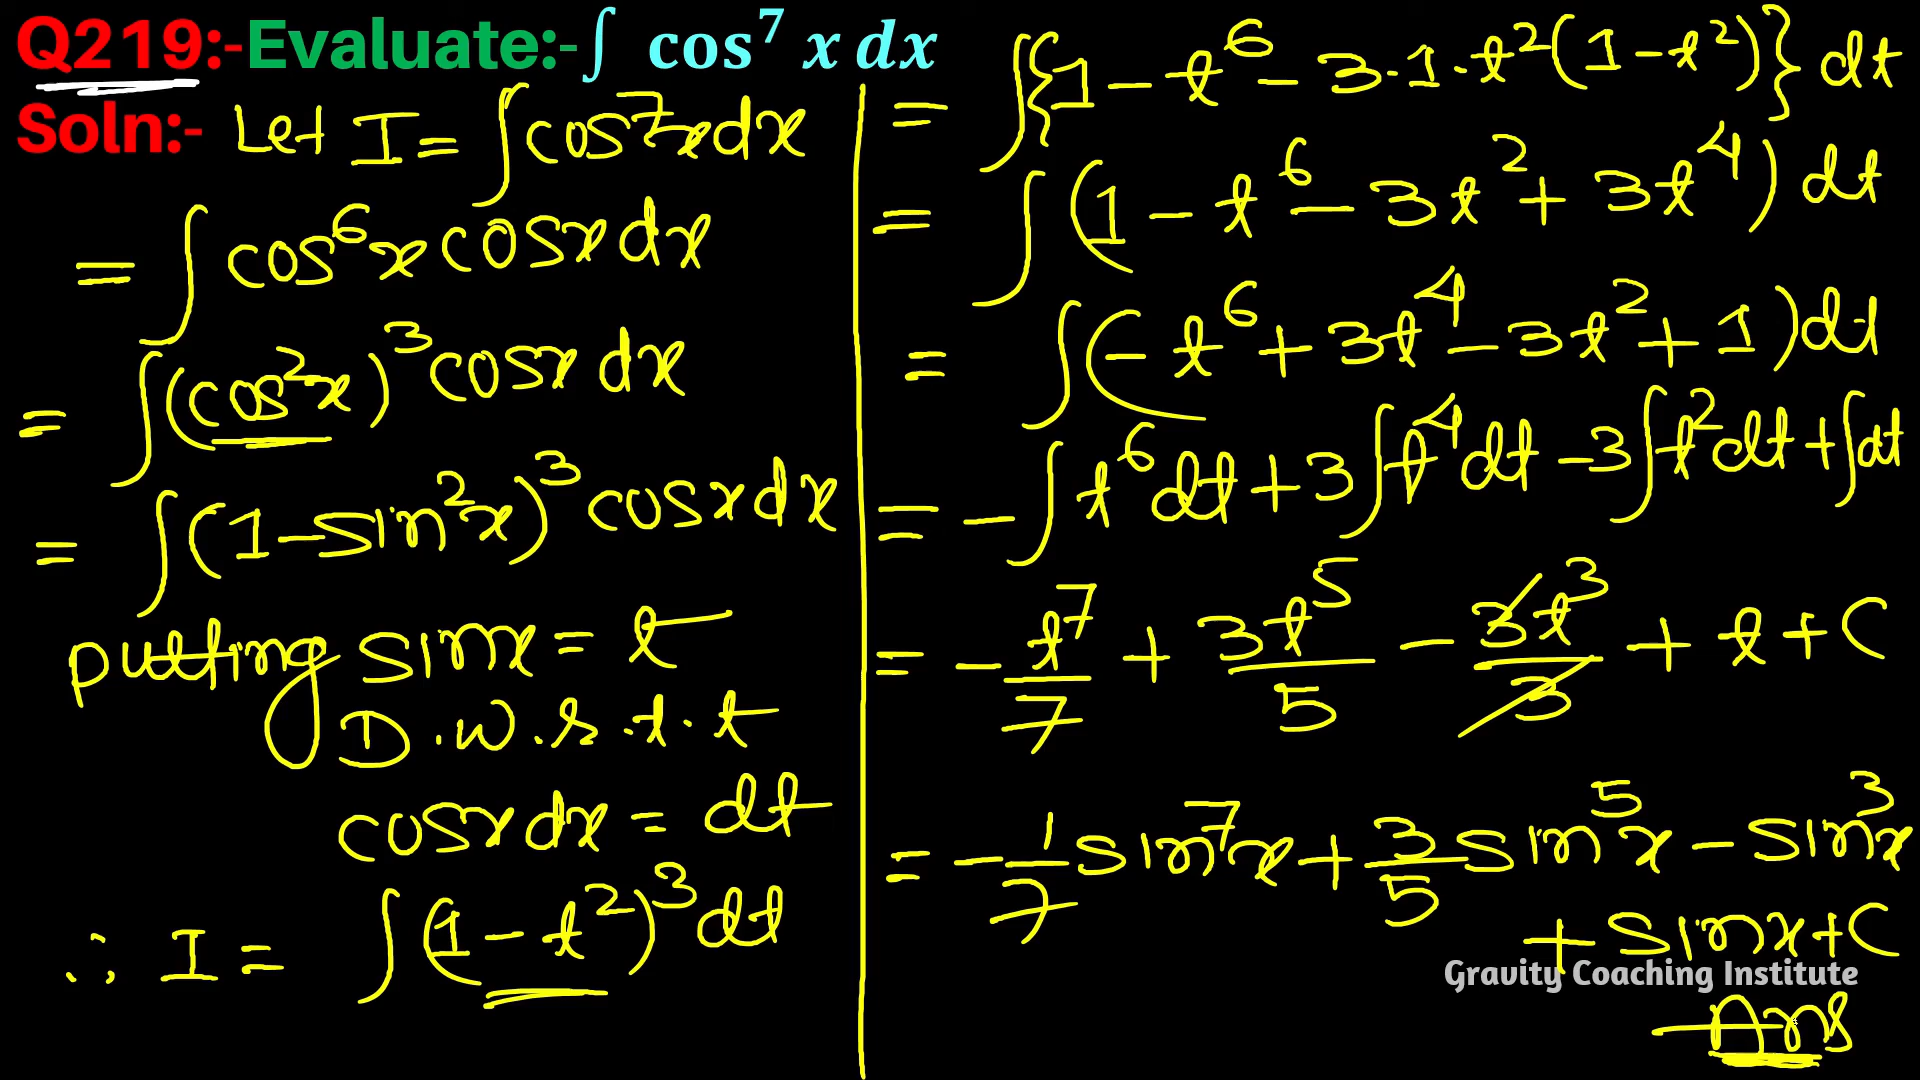 Q219:-Evaluate:-∫ cos⁷ x dx
Soln:- Let I = ∫cos⁷x dx
= ∫cos⁶x cosx dx
= ∫(cos²x)³ cosx dx
= ∫(1-sin²x)³ cosx dx
putting sinx = t
D.w.r.t.t
cosx dx = dt
∴ I = ∫(1-t²)³ dt
= ∫{1-t⁶-3·1·t²(1-t²)} dt
= ∫(1-t⁶-3t²+3t⁴) dt
= ∫(-t⁶+3t⁴-3t²+1) dt
= -∫t⁶dt+3∫t⁴dt-3∫t²dt+∫dt
= -t⁷/7 + 3t⁵/5 - 3t³/3 + t + C
= -1/7 sin⁷x + 3/5 sin⁵x - sin³x
+ sinx + C
Gravity Coaching Institute
Ans